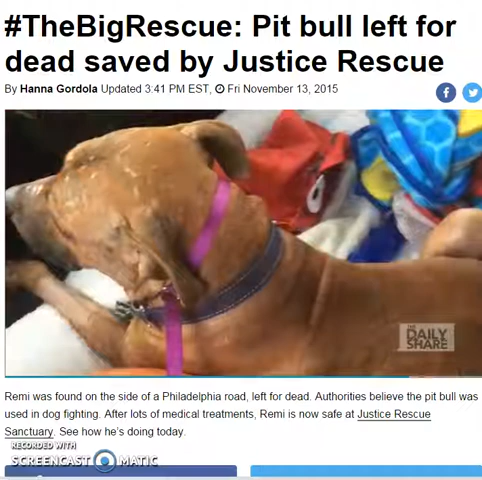 #TheBigRescue: Pit bull left for
dead saved by Justice Rescue
By Hanna Gordola Updated 3:41 PM EST, Fri November 13, 2015
THE
DAILY
SHARE
Remi was found on the side of a Philadelphia road, left for dead. Authorities believe the pit bull was
used in dog fighting. After lots of medical treatments, Remi is now safe at Justice Rescue
Sanctuary. See how he's doing today.
RECORDED WITH
SCREENCAST MATIC